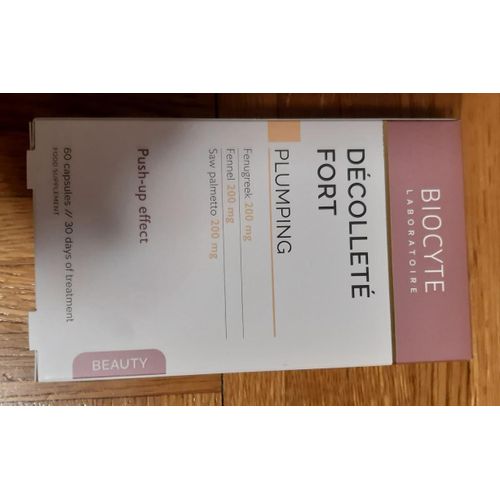 BIOCYTE
LABORATOIRE
DÉCOLLETÉ
FORT
PLUMPING
Fenugreek 200 mg
Fennel 200 mg
Saw palmetto 200 mg
Push-up effect
60 capsules // 30 days of treatment
FOOD SUPPLEMENT
BEAUTY